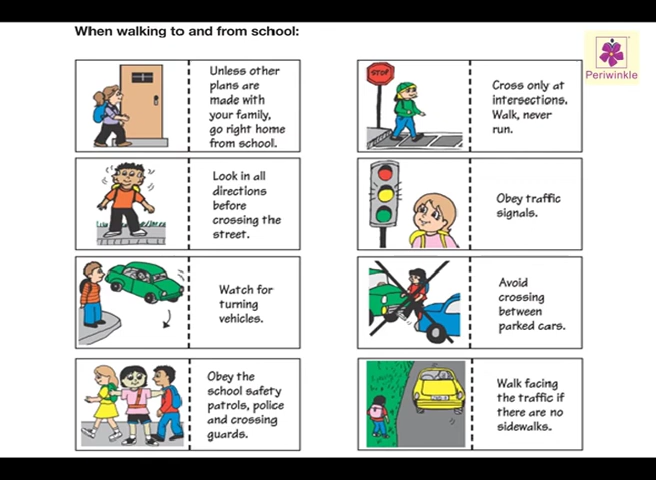 When walking to and from school:
Periwinkle
Unless other
plans are
made with
your family,
go right home
from school.
STOP
Cross only at
intersections.
Walk, never
run.
Look in all
directions
before
crossing the
street.
Obey traffic
signals.
Watch for
turning
vehicles.
Avoid
crossing
between
parked cars.
Obey the
school safety
patrols, police
and crossing
guards.
Walk facing
the traffic if
there are no
sidewalks.